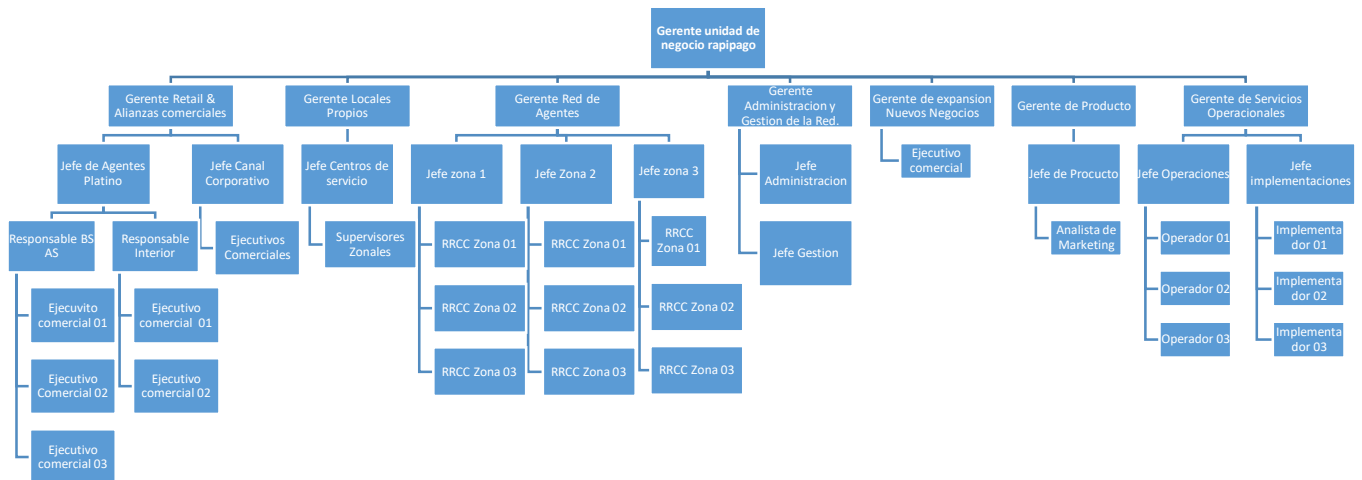 Gerente unidad de
negocio rapipago
Gerente Retail &
Alianzas comerciales
Gerente Locales
Propios
Gerente Red de
Agentes
Gerente
Administracion y
Gestion de la Red.
Gerente de expansion
Nuevos Negocios
Gerente de Producto
Gerente de Servicios
Operacionales
Jefe de Agentes
Platino
Jefe Canal
Corporativo
Jefe Centros de
servicio
Jefe zona 1
Jefe Zona 2
Jefe zona 3
Jefe
Administracion
Ejecutivo
comercial
Jefe de Procucto
Jefe Operaciones
Jefe
implementaciones
Responsable BS
AS
Responsable
Interior
Ejecutivos
Comerciales
Supervisores
Zonales
RRCC Zona 01
RRCC Zona 01
RRCC
Zona 01
Jefe Gestion
Analista de
Marketing
Operador 01
Implementa
dor 01
Ejecuvito
comercial 01
Ejecutivo
comercial 01
RRCC Zona 02
RRCC Zona 02
RRCC Zona 02
Operador 02
Implementa
dor 02
Ejecutivo
Comercial 02
Ejecutivo
comercial 02
RRCC Zona 03
RRCC Zona 03
RRCC Zona 03
Operador 03
Implementa
dor 03
Ejecutivo
comercial 03